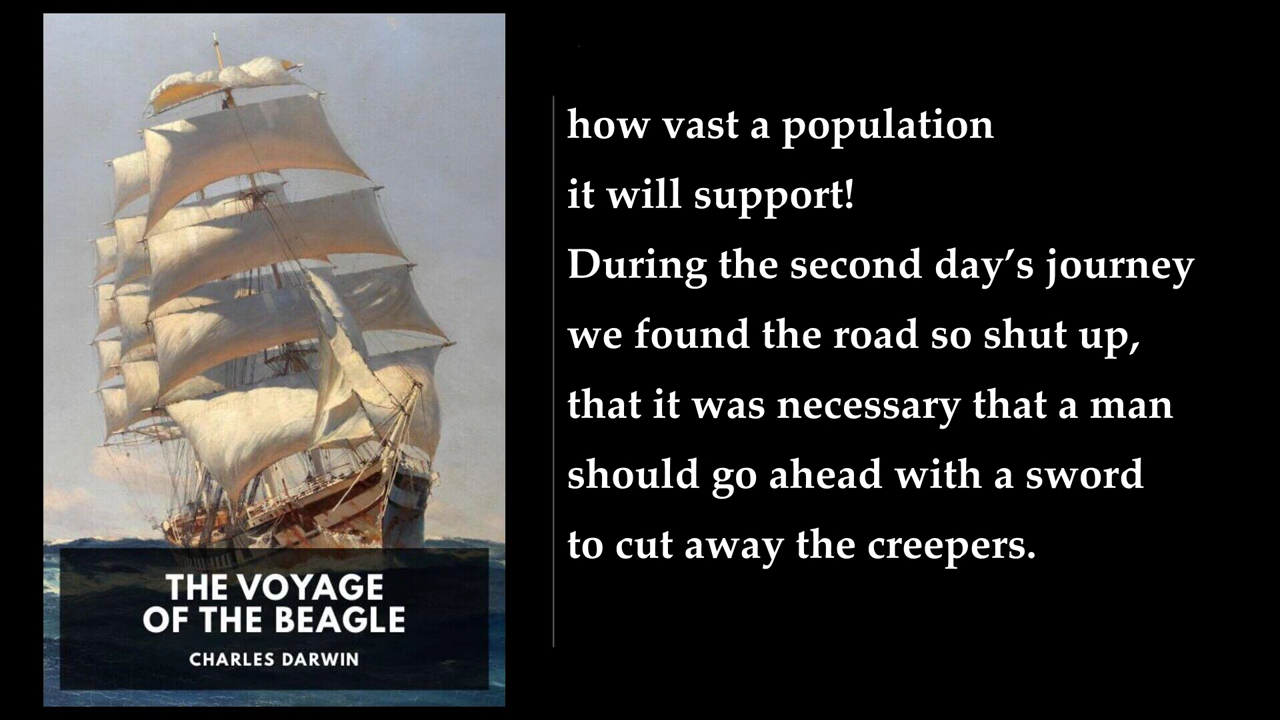 THE VOYAGE
OF THE BEAGLE
CHARLES DARWIN
how vast a population
it will support!
During the second day’s journey
we found the road so shut up,
that it was necessary that a man
should go ahead with a sword
to cut away the creepers.